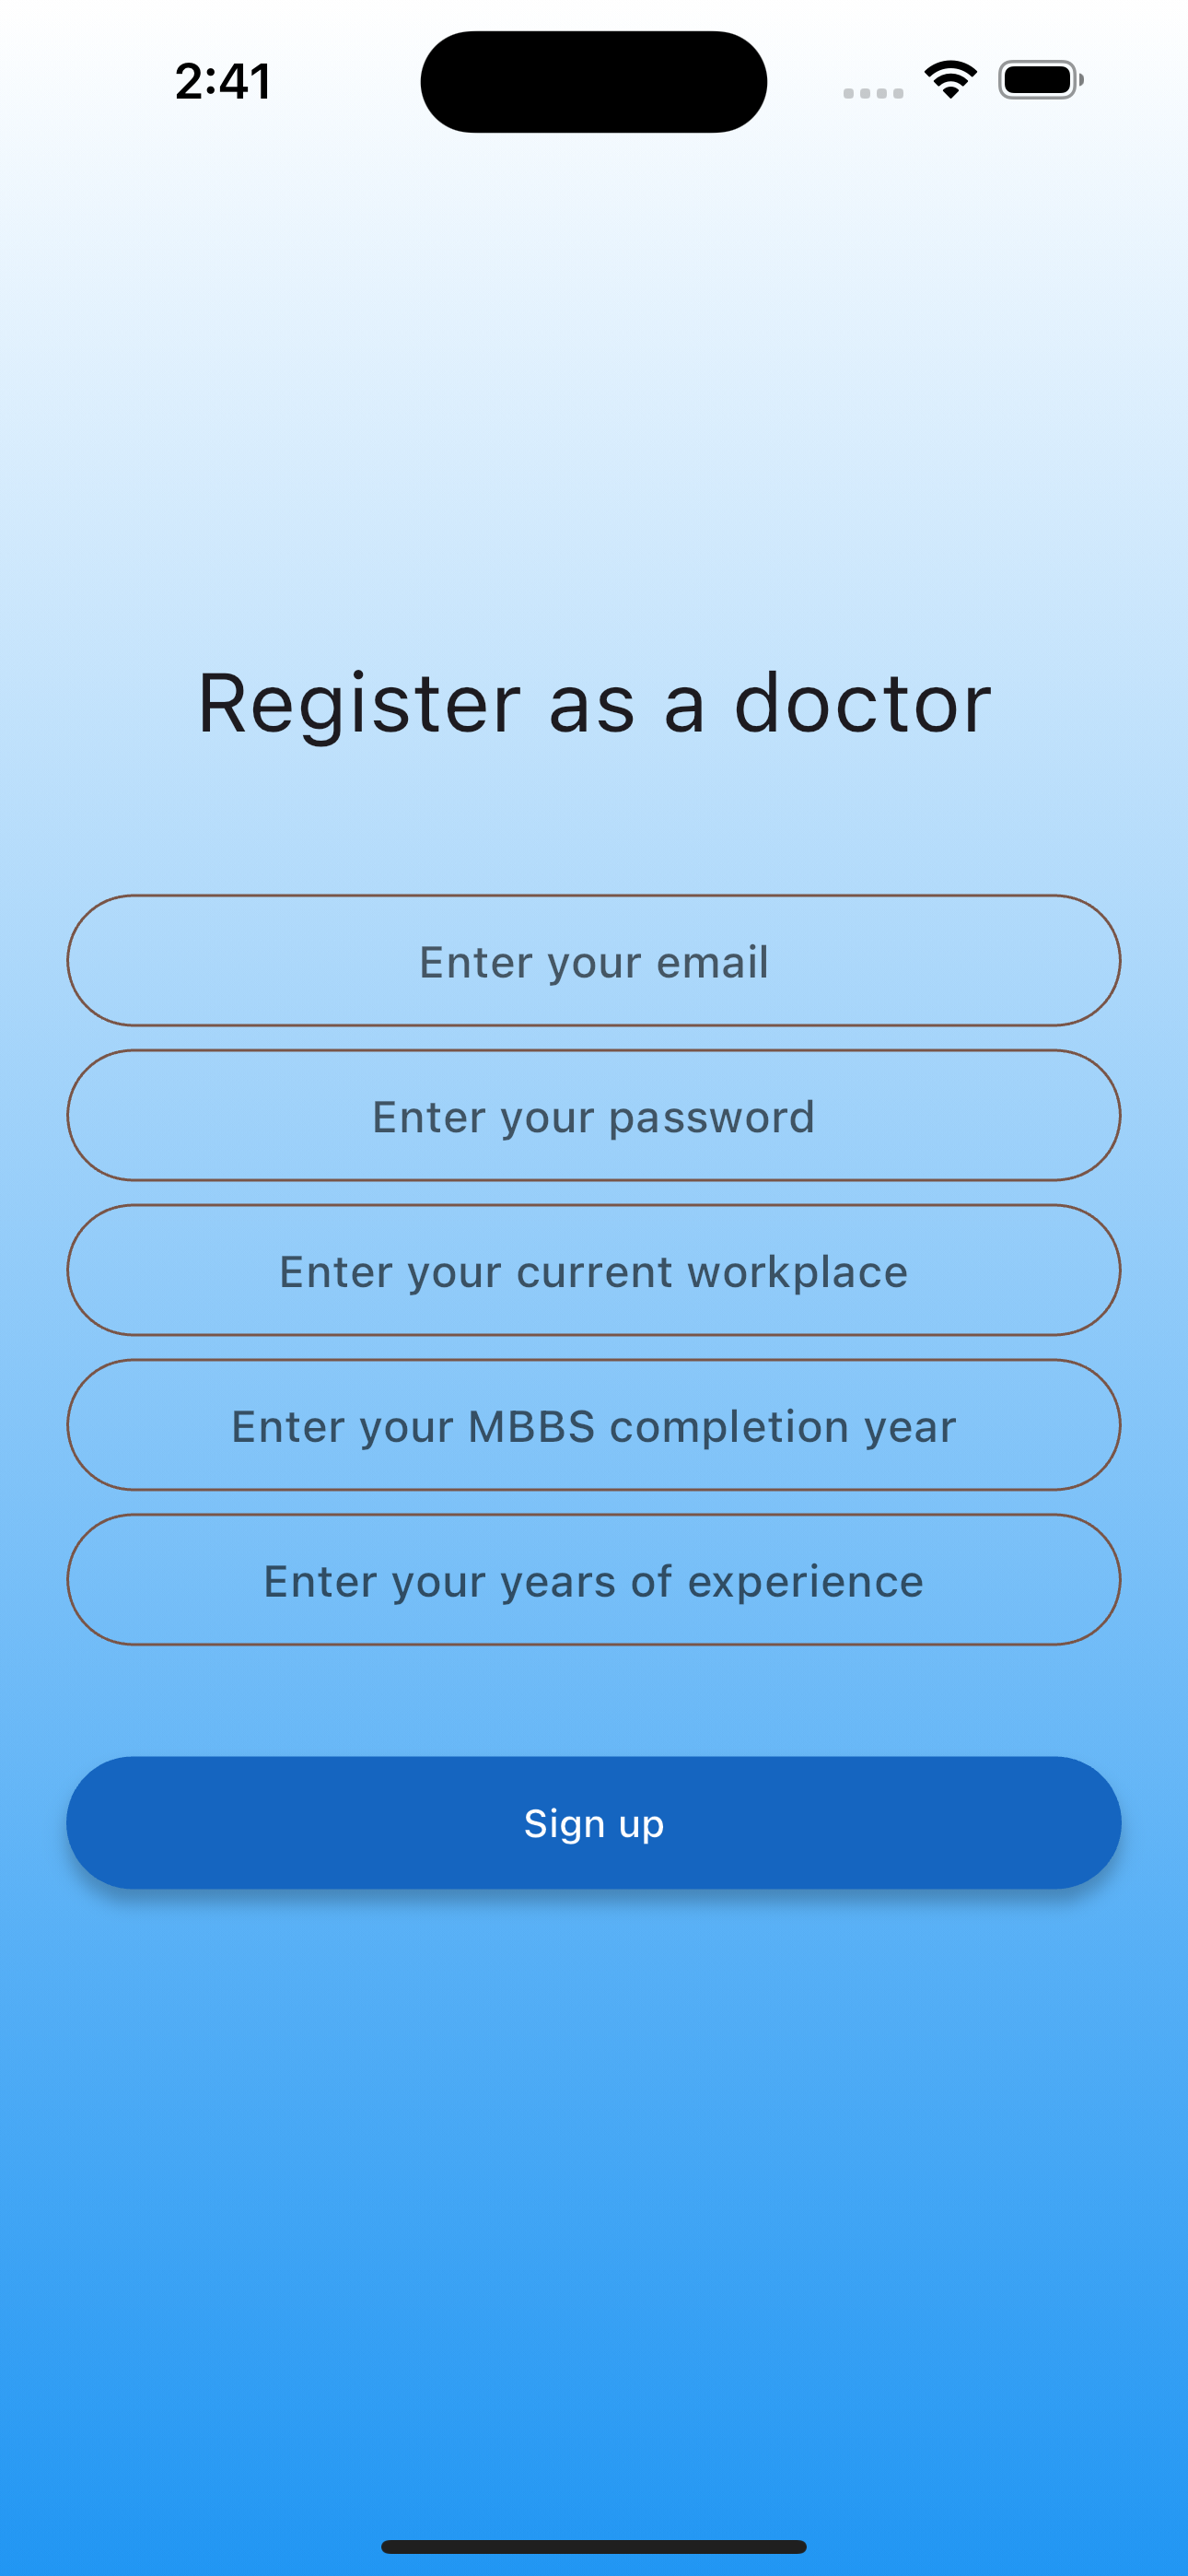 2:41
Register as a doctor
Enter your email
Enter your password
Enter your current workplace
Enter your MBBS completion year
Enter your years of experience
Sign up